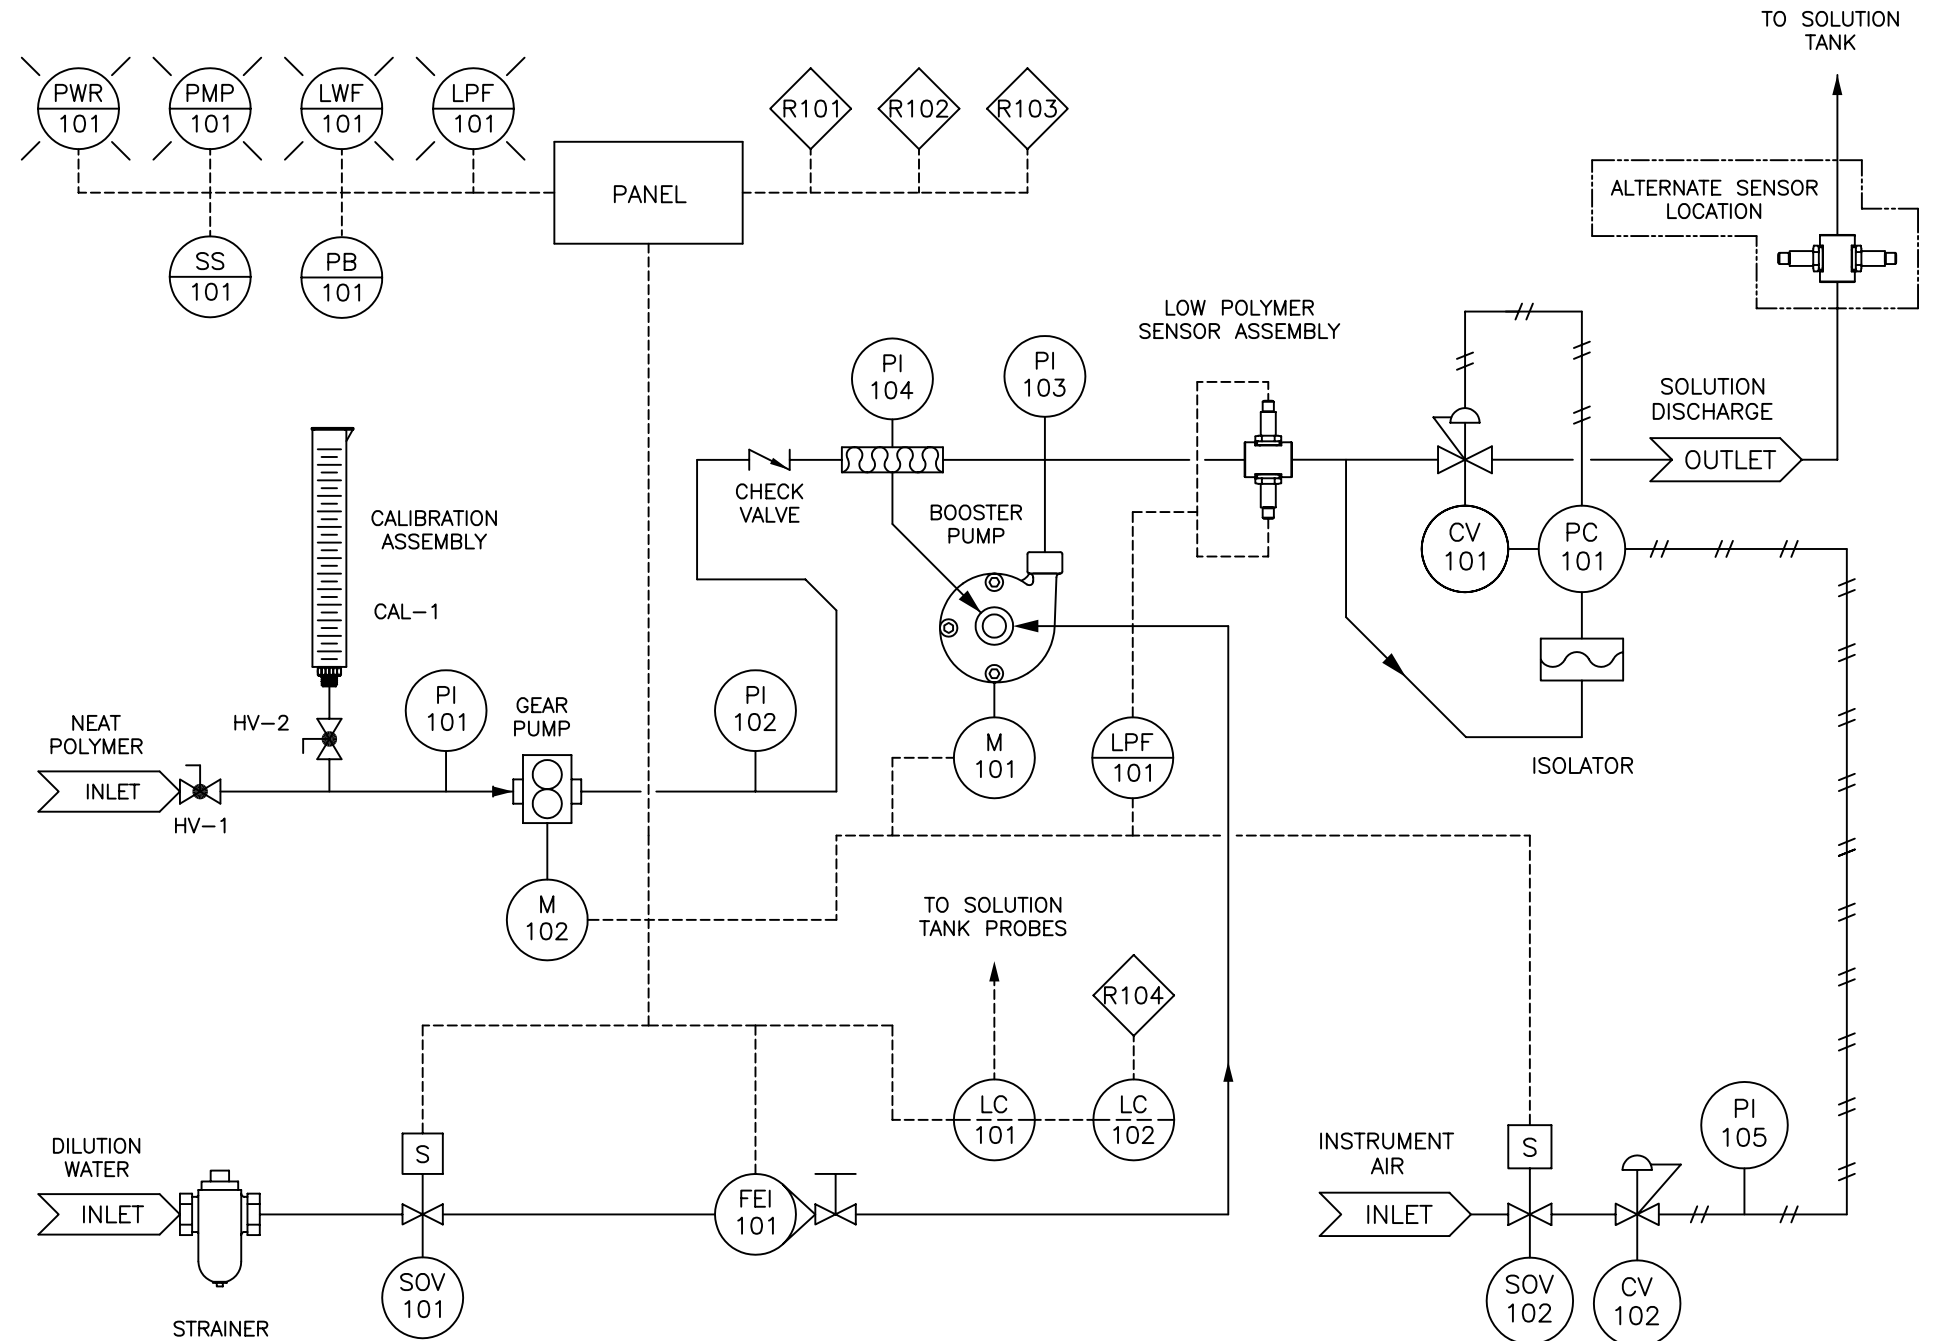 TO SOLUTION
TANK
PWR
101
PMP
101
LWF
101
LPF
101
R101
R102
R103
PANEL
SS
101
PB
101
ALTERNATE SENSOR
LOCATION
LOW POLYMER
SENSOR ASSEMBLY
PI
104
PI
103
SOLUTION
DISCHARGE
OUTLET
CHECK
VALVE
BOOSTER
PUMP
CALIBRATION
ASSEMBLY
CAL-1
CV
101
PC
101
NEAT
POLYMER
INLET
HV-1
HV-2
PI
101
GEAR
PUMP
PI
102
M
101
LPF
101
ISOLATOR
M
102
TO SOLUTION
TANK PROBES
R104
LC
101
LC
102
DILUTION
WATER
INLET
STRAINER
S
SOV
101
FEI
101
INSTRUMENT
AIR
INLET
S
SOV
102
CV
102
PI
105